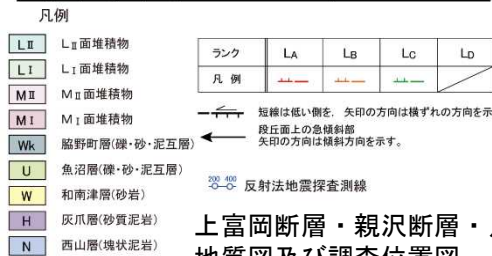 凡例
LⅡ LⅡ面堆積物
LⅠ LⅠ面堆積物
MⅡ MⅡ面堆積物
MⅠ MⅠ面堆積物
Wk 脇野町層(礫・砂・泥互層)
U 魚沼層(礫・砂・泥互層)
W 和南津層(砂岩)
H 灰爪層(砂質泥岩)
N 西山層(塊状泥岩)
ランク LA LB LC LD
凡例
短線は低い側を、矢印の方向は横ずれの方向を示
段丘面上の急傾斜部
矢印の方向は傾斜方向を示す。
200 400 反射法地震探査測線
上富岡断層・親沢断層・
地質図及び調査位置図